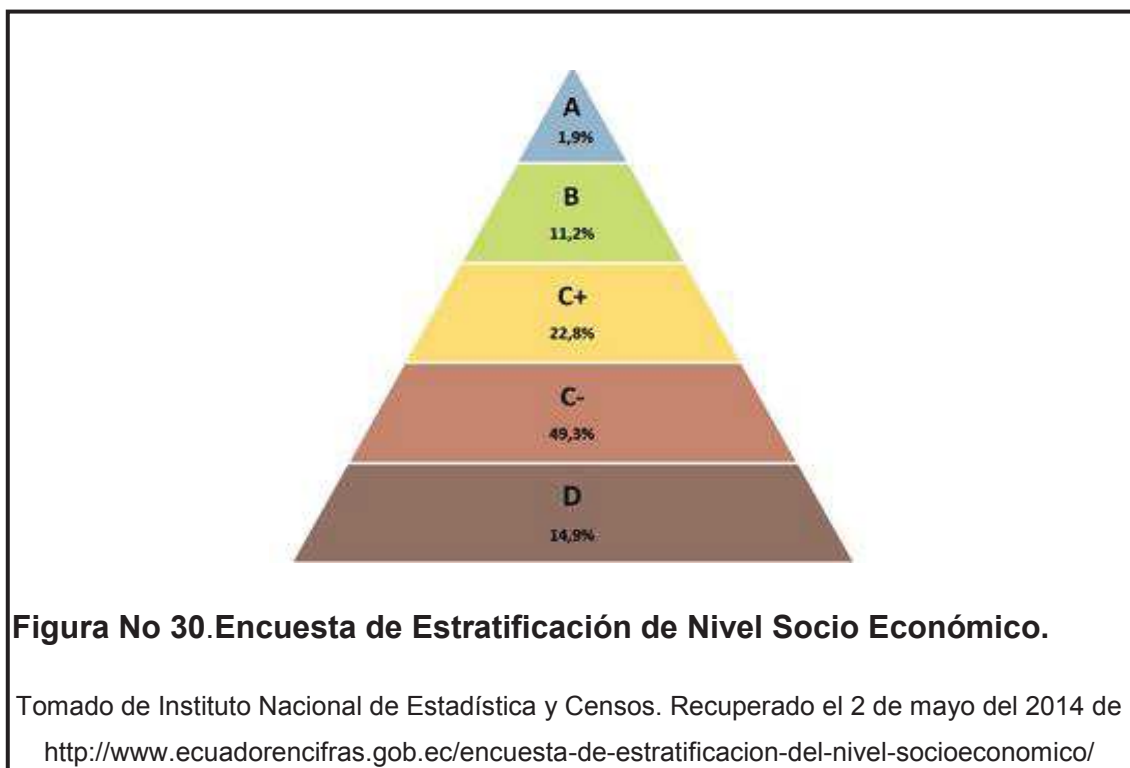 A
1,9%
B
11,2%
C+
22,8%
C-
49,3%
D
14,9%
Figura No 30.Encuesta de Estratificación de Nivel Socio Económico.
Tomado de Instituto Nacional de Estadística y Censos. Recuperado el 2 de mayo del 2014 de
http://www.ecuadorencifras.gob.ec/encuesta-de-estratificacion-del-nivel-socioeconomico/